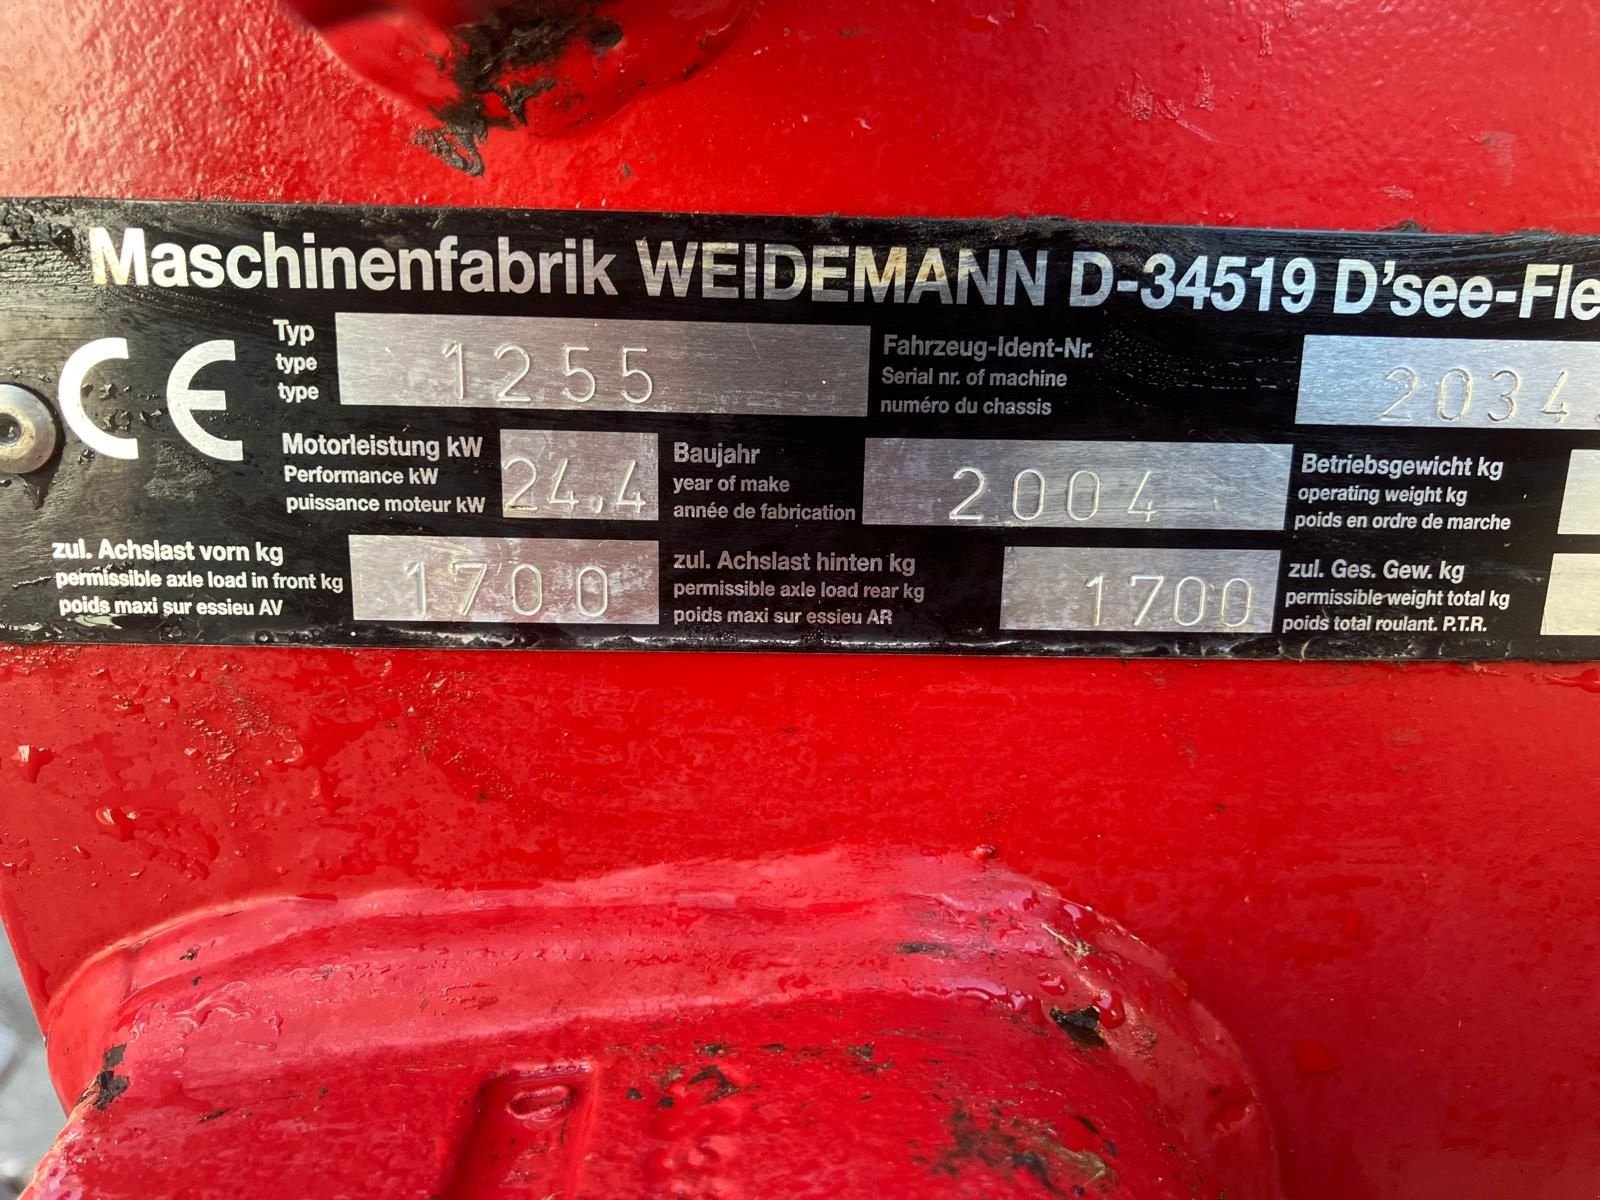 Maschinenfabrik WEIDEMANN D-34519 D'see-Fle
CE
Typ
type
type
1255
Fahrzeug-Ident-Nr.
Serial nr. of machine
numéro du chassis
2034
Motorleistung kW
Performance kW
puissance moteur kW
24.4
Baujahr
year of make
année de fabrication
2004
Betriebsgewicht kg
operating weight kg
poids en ordre de marche
zul. Achslast vorn kg
permissible axle load in front kg
poids maxi sur essieu AV
1700
zul. Achslast hinten kg
permissible axle load rear kg
poids maxi sur essieu AR
1700
zul. Ges. Gew. kg
permissible weight total kg
poids total roulant. P.T.R.